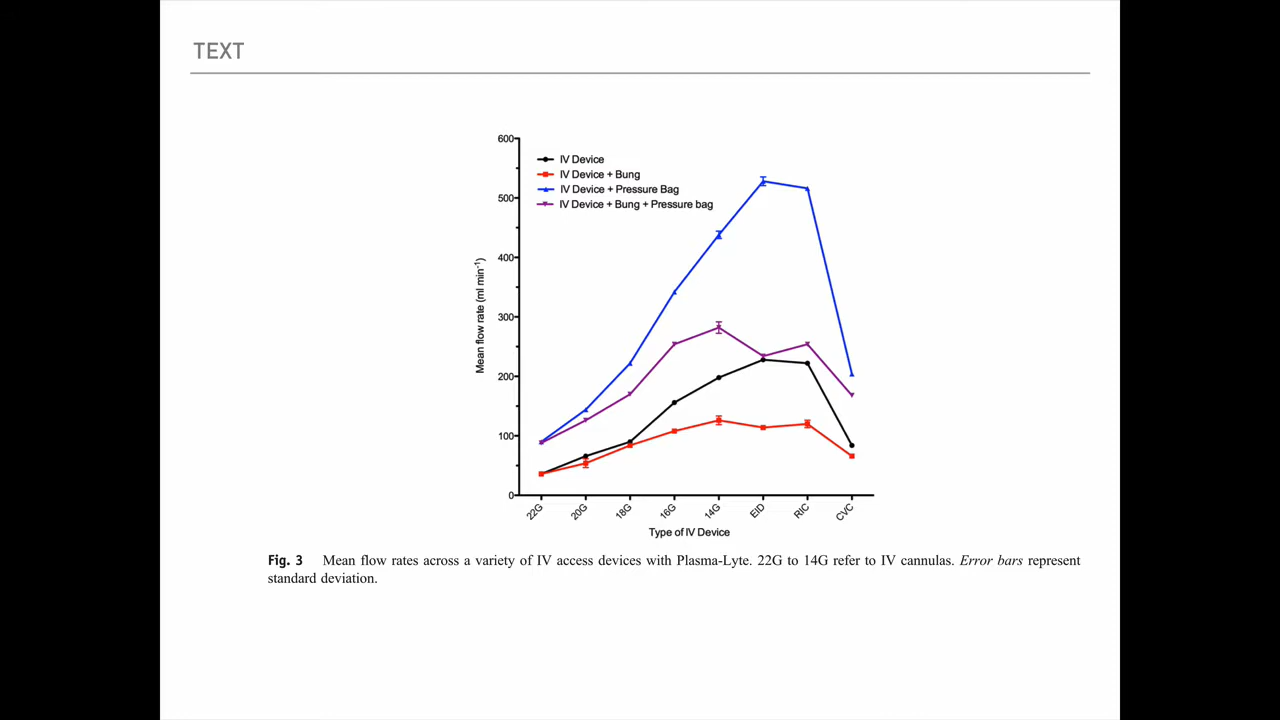 TEXT
600
500
400
300
200
100
0
Mean flow rate (ml min-1)
IV Device
IV Device + Bung
IV Device + Pressure Bag
IV Device + Bung + Pressure bag
22G
20G
18G
16G
14G
EID
RIC
CVC
Type of IV Device
Fig. 3 Mean flow rates across a variety of IV access devices with Plasma-Lyte. 22G to 14G refer to IV cannulas. Error bars represent
standard deviation.